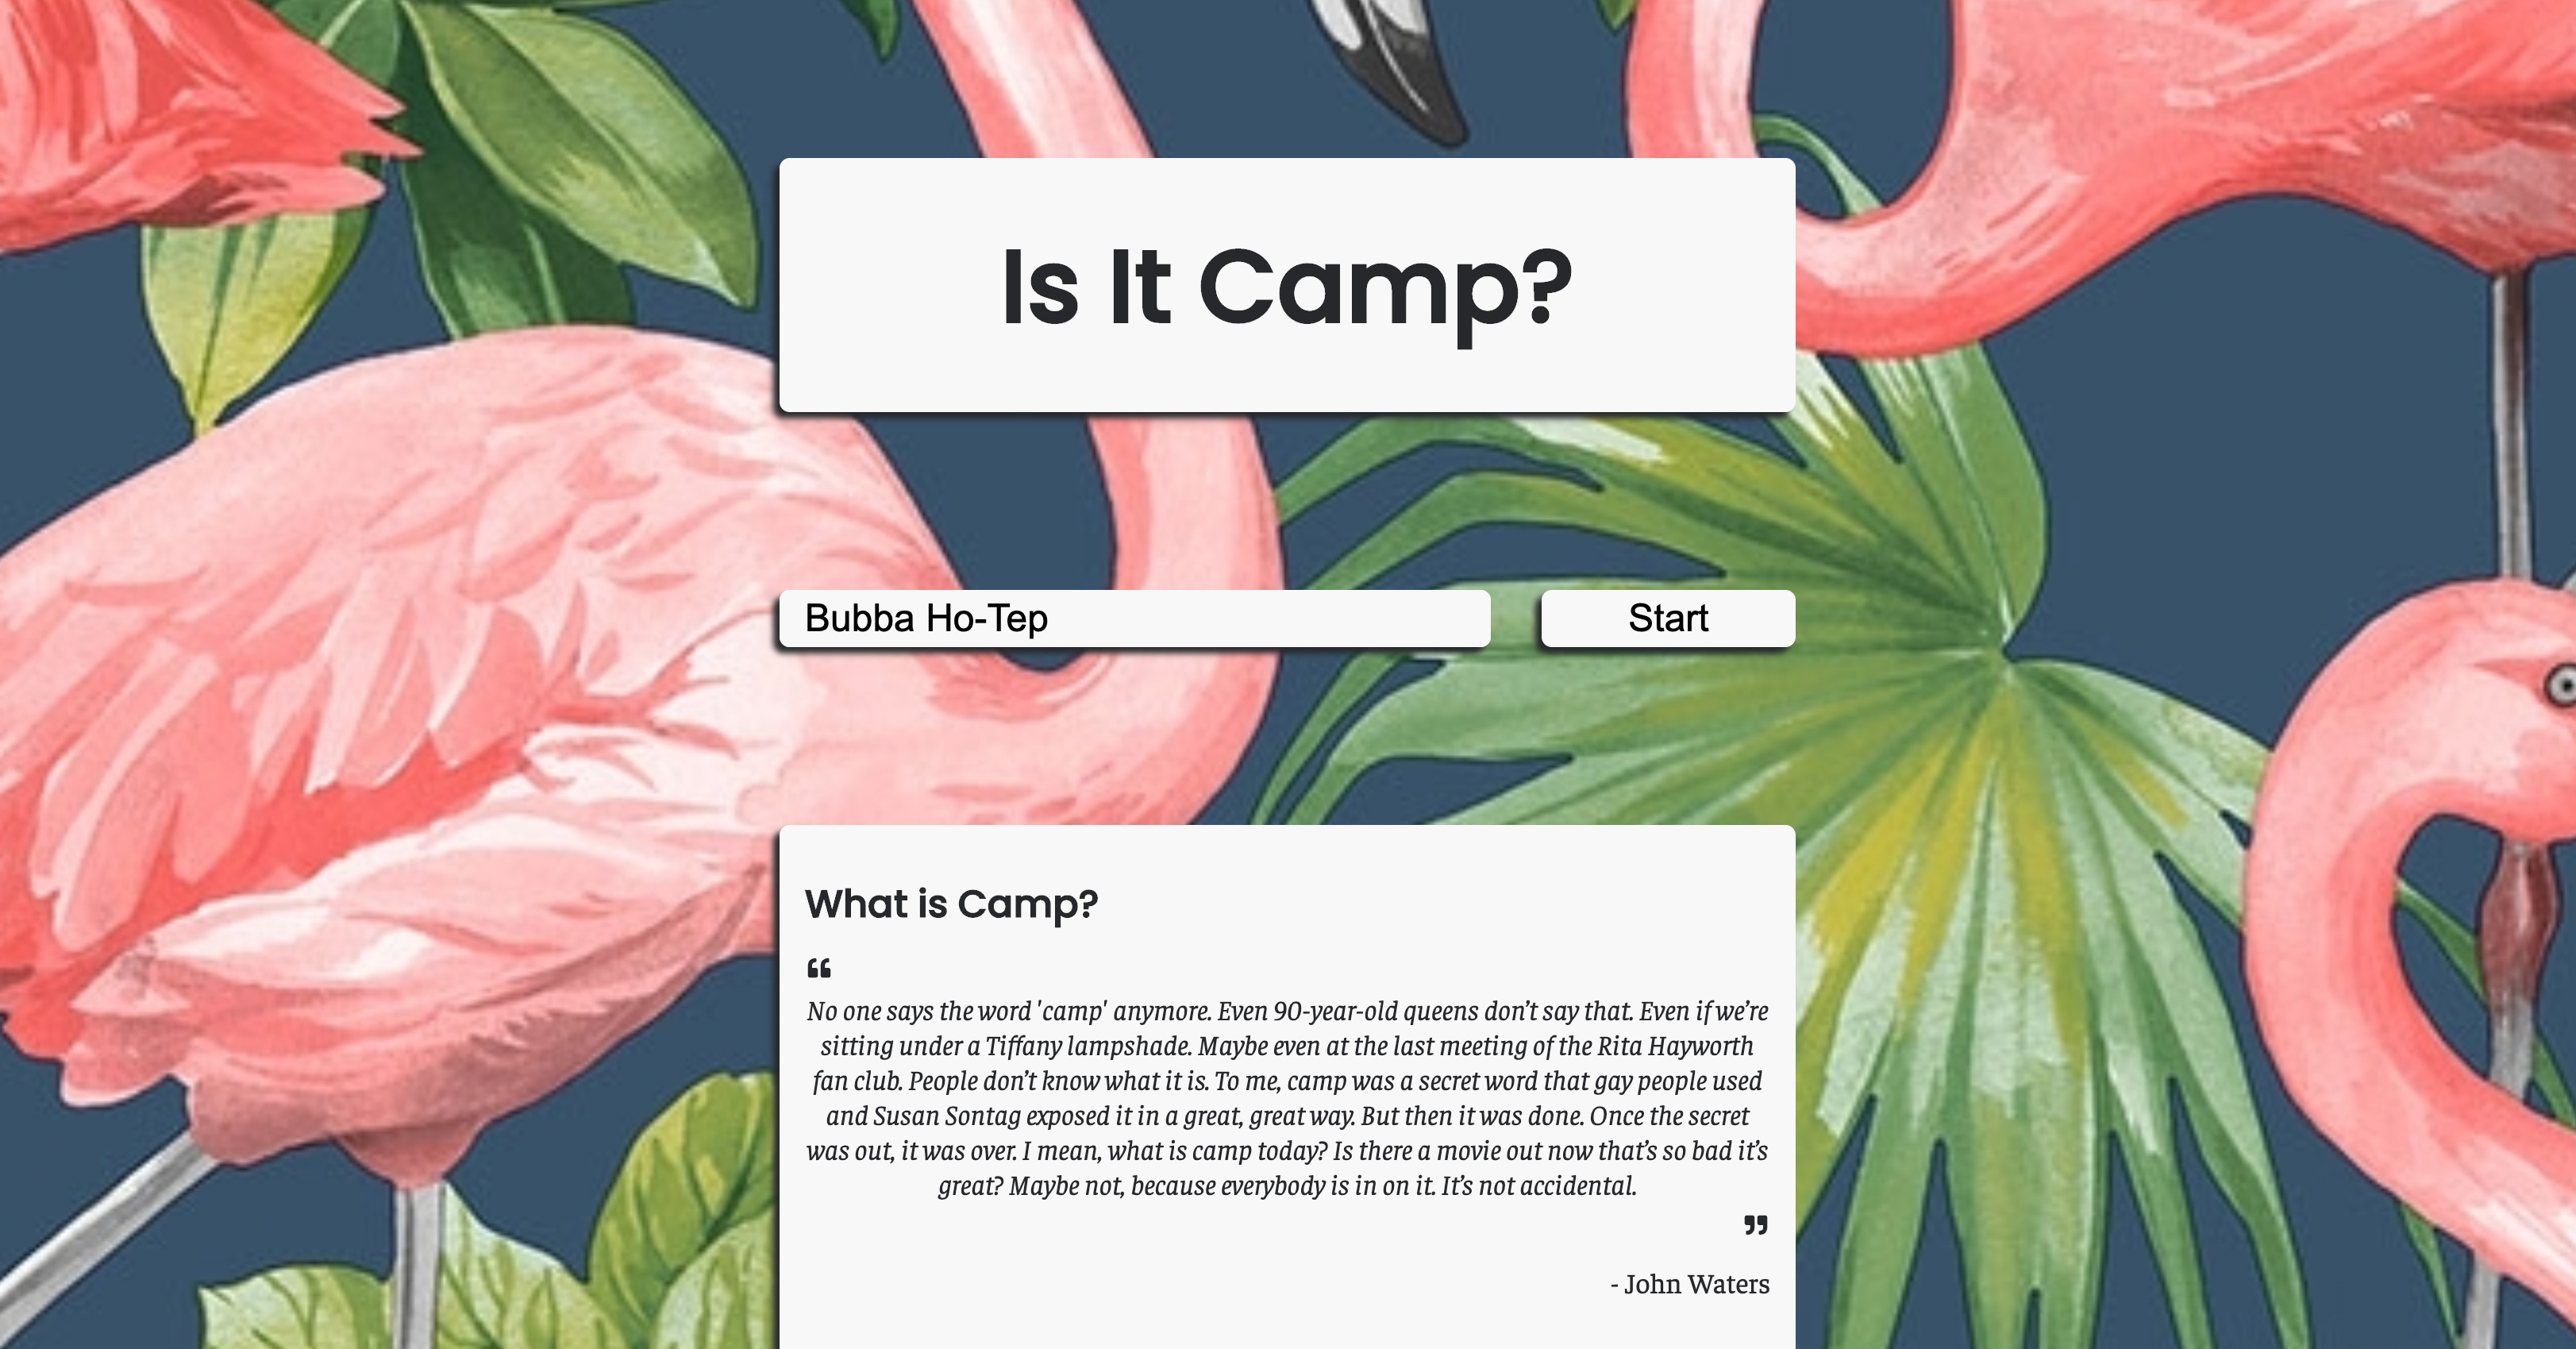 Is It Camp?
Bubba Ho-Tep
Start
What is Camp?
“
No one says the word 'camp' anymore. Even 90-year-old queens don’t say that. Even if we’re
sitting under a Tiffany lampshade. Maybe even at the last meeting of the Rita Hayworth
fan club. People don’t know what it is. To me, camp was a secret word that gay people used
and Susan Sontag exposed it in a great, great way. But then it was done. Once the secret
was out, it was over. I mean, what is camp today? Is there a movie out now that’s so bad it’s
great? Maybe not, because everybody is in on it. It’s not accidental.
”
- John Waters